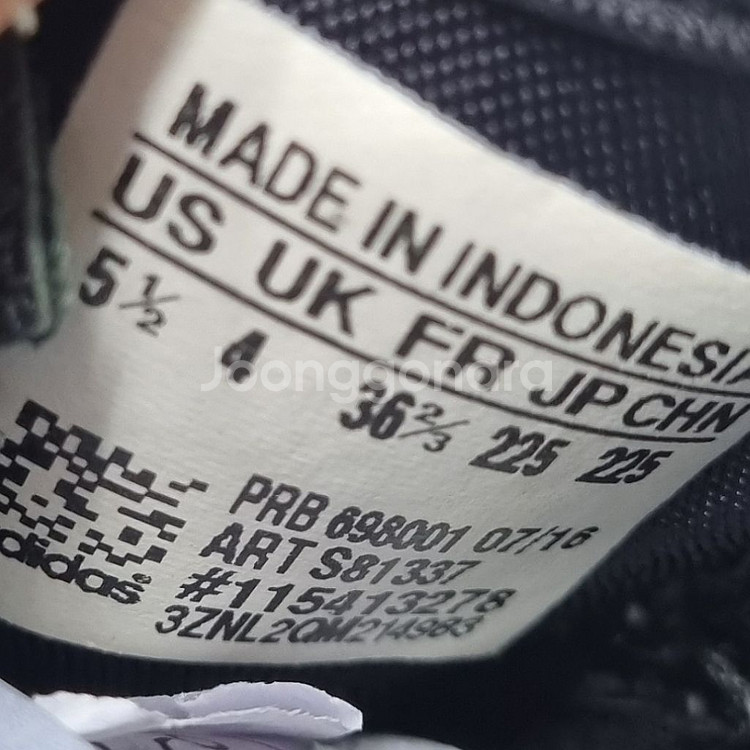 MADE IN INDONESIA
US UK FR JP CHN
5½ 4 36⅔ 225 225
Joonggonara
PRB 698001 07/16
ART S81337
#115413278
3ZNL2QM214983
adidas®